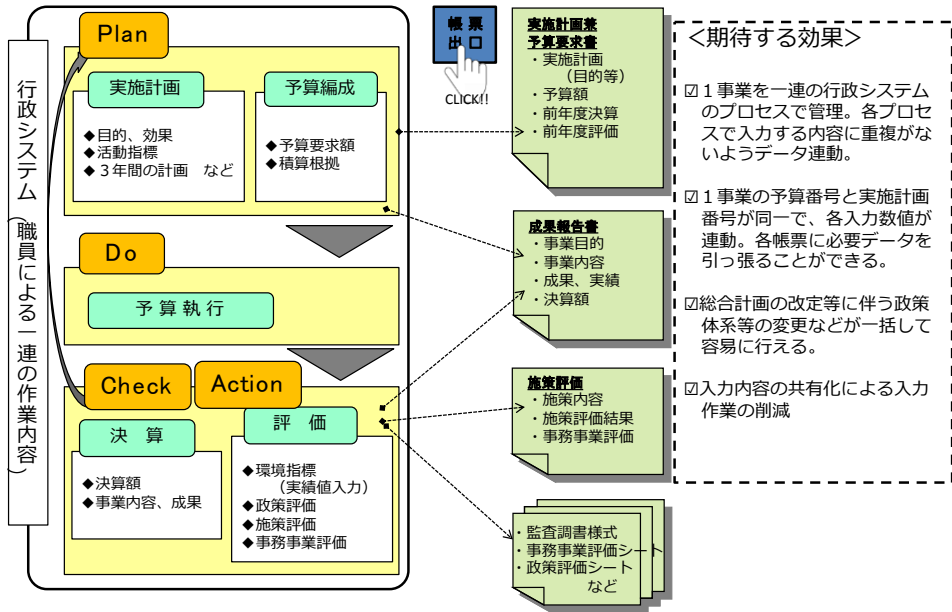 行政システム（職員による一連の作業内容）
Plan
実施計画
◆目的、効果
◆活動指標
◆３年間の計画　など
予算編成
◆予算要求額
◆積算根拠
Do
予 算 執 行
Check
Action
決　算
◆決算額
◆事業内容、成果
評　価
◆環境指標
（実績値入力）
◆政策評価
◆施策評価
◆事務事業評価
帳 票
出 口
CLICK!!
実施計画兼
予算要求書
・実施計画
（目的等）
・予算額
・前年度決算
・前年度評価
成果報告書
・事業目的
・事業内容
・成果、実績
・決算額
施策評価
・施策内容
・施策評価結果
・事務事業評価
・監査調書様式
・事務事業評価シート
・政策評価シート
など
＜期待する効果＞
☑１事業を一連の行政システム
のプロセスで管理。各プロセ
スで入力する内容に重複がな
いようデータ連動。
☑１事業の予算番号と実施計画
番号が同一で、各入力数値が
連動。各帳票に必要データを
引っ張ることができる。
☑総合計画の改定等に伴う政策
体系等の変更などが一括して
容易に行える。
☑入力内容の共有化による入力
作業の削減